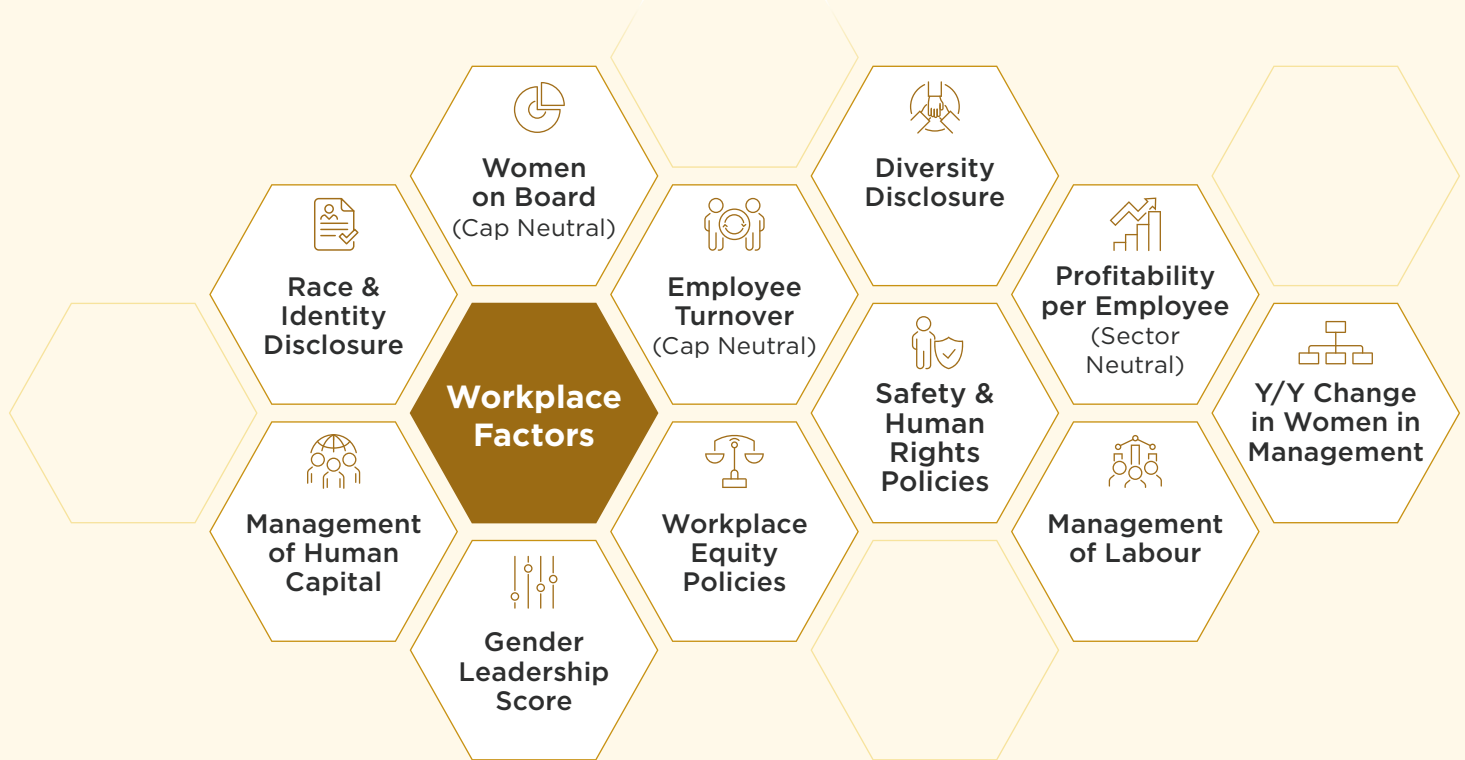 Women
on Board
(Cap Neutral)
Diversity
Disclosure
Race &
Identity
Disclosure
Employee
Turnover
(Cap Neutral)
Profitability
per Employee
(Sector
Neutral)
Workplace
Factors
Safety &
Human
Rights
Policies
Y/Y Change
in Women in
Management
Management
of Human
Capital
Workplace
Equity
Policies
Management
of Labour
Gender
Leadership
Score